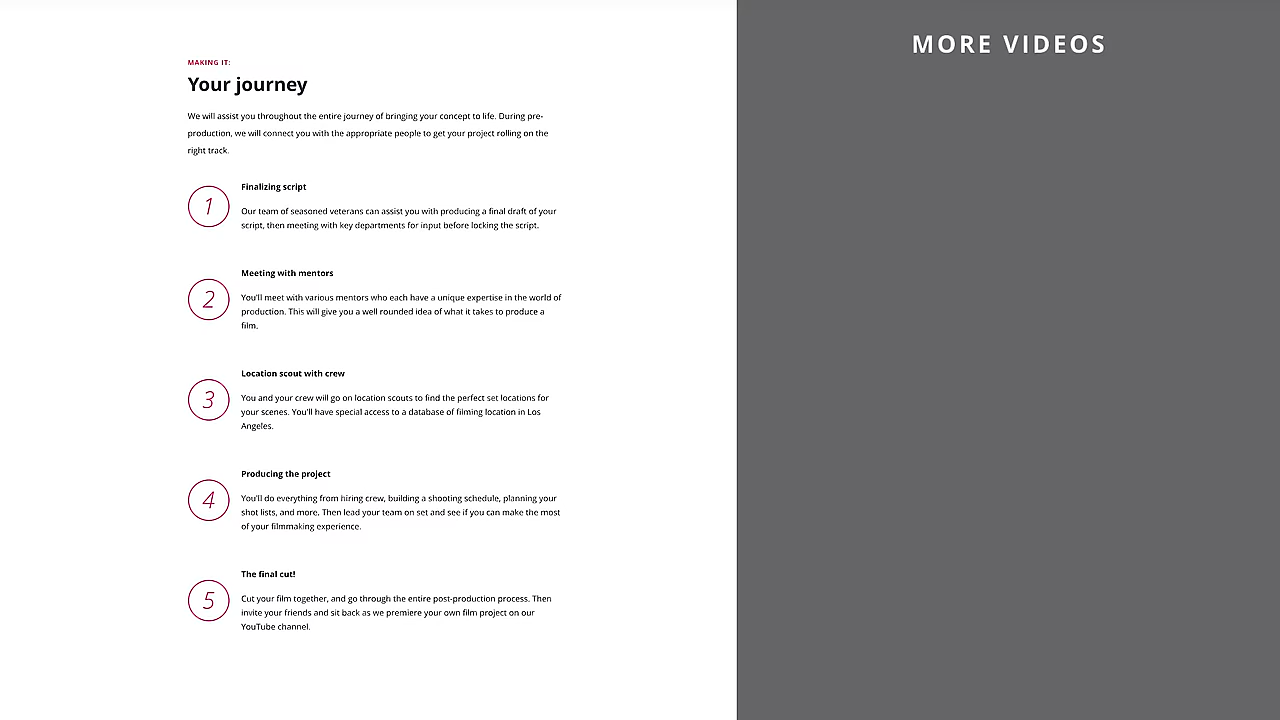 MAKING IT:
Your journey
We will assist you throughout the entire journey of bringing your concept to life. During pre-
production, we will connect you with the appropriate people to get your project rolling on the
right track.
1
Finalizing script
Our team of seasoned veterans can assist you with producing a final draft of your
script, then meeting with key departments for input before locking the script.
2
Meeting with mentors
You'll meet with various mentors who each have a unique expertise in the world of
production. This will give you a well rounded idea of what it takes to produce a
film.
3
Location scout with crew
You and your crew will go on location scouts to find the perfect set locations for
your scenes. You'll have special access to a database of filming location in Los
Angeles.
4
Producing the project
You'll do everything from hiring crew, building a shooting schedule, planning your
shot lists, and more. Then lead your team on set and see if you can make the most
of your filmmaking experience.
5
The final cut!
Cut your film together, and go through the entire post-production process. Then
invite your friends and sit back as we premiere your own film project on our
YouTube channel.
MORE VIDEOS